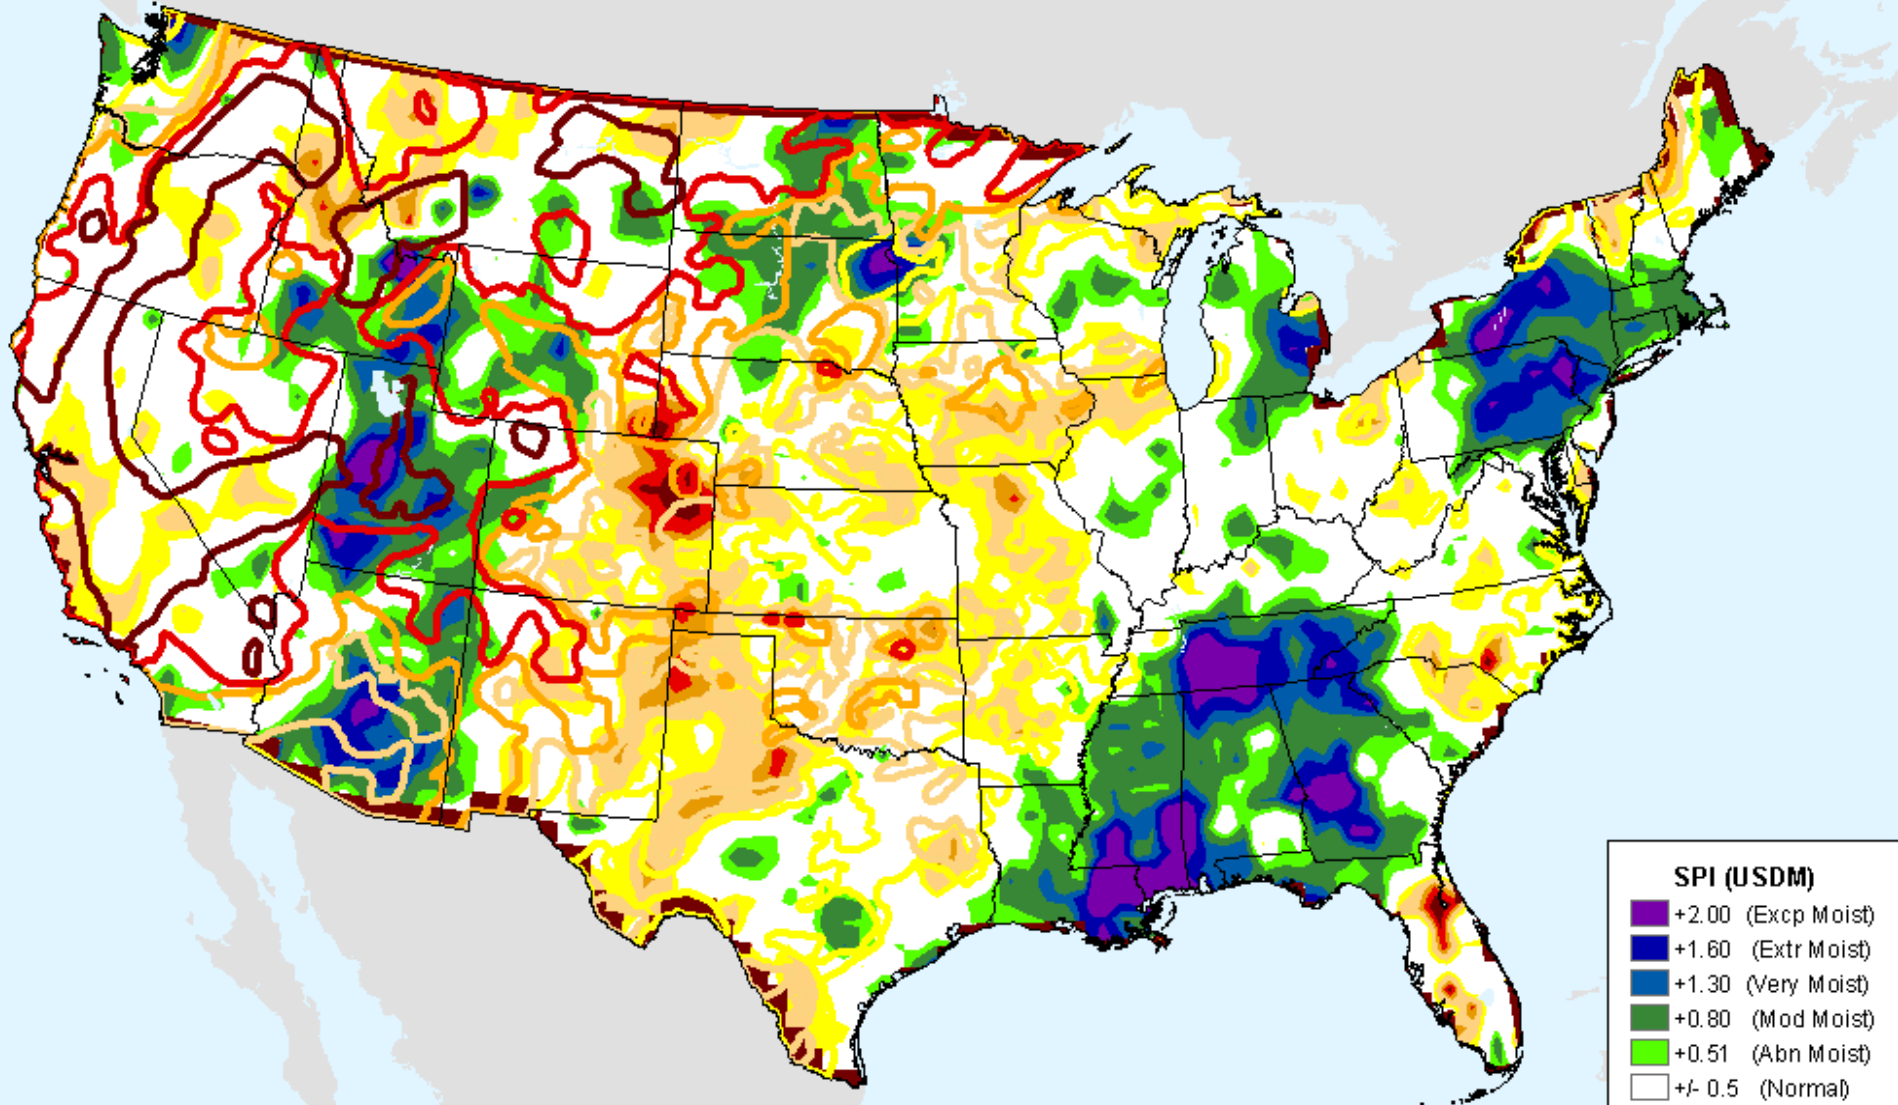 SPI (USDM)
+2.00 (Excp Moist)
+1.60 (Extr Moist)
+1.30 (Very Moist)
+0.80 (Mod Moist)
+0.51 (Abn Moist)
+/- 0.5 (Normal)